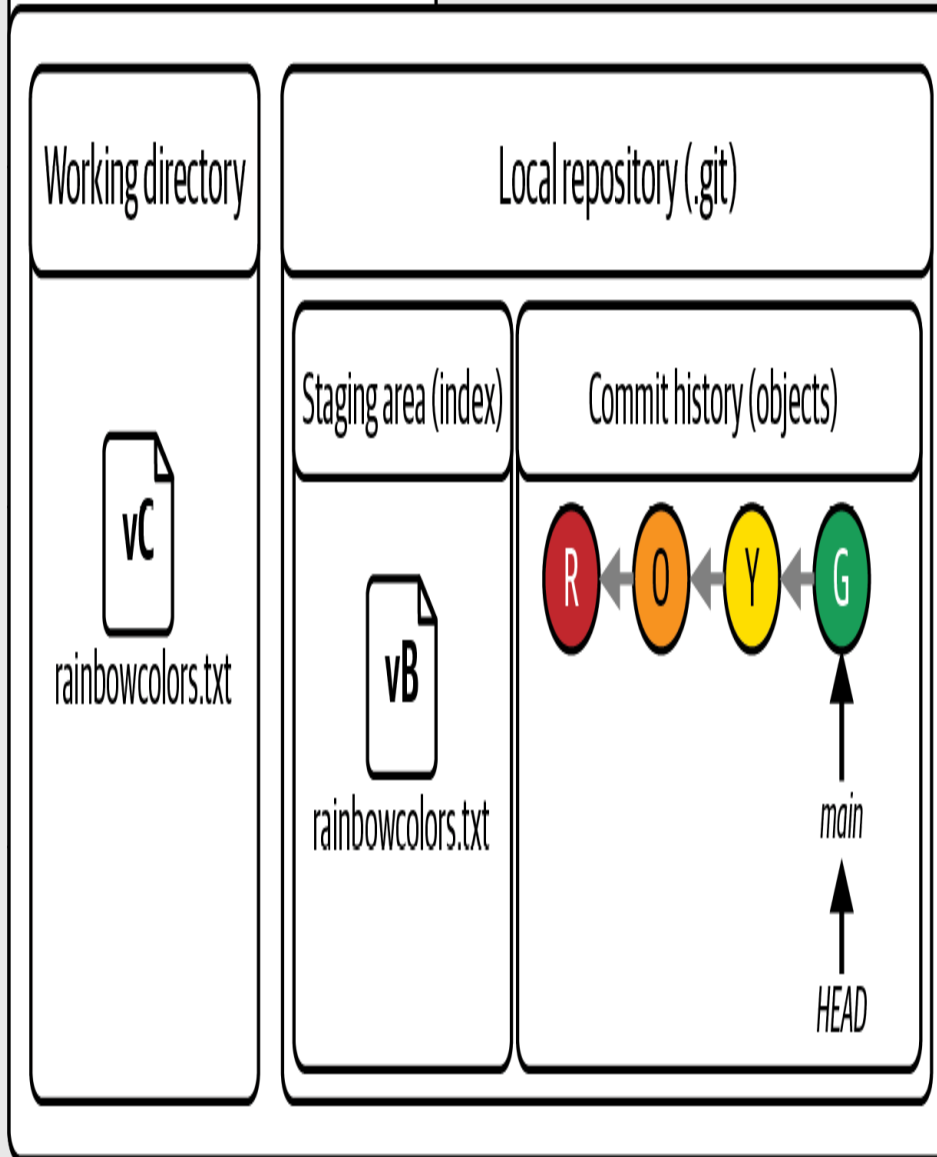 Working directory
Local repository (.git)
Staging area (index)
Commit history (objects)
vC
rainbowcolors.txt
vB
rainbowcolors.txt
R
O
Y
G
main
HEAD